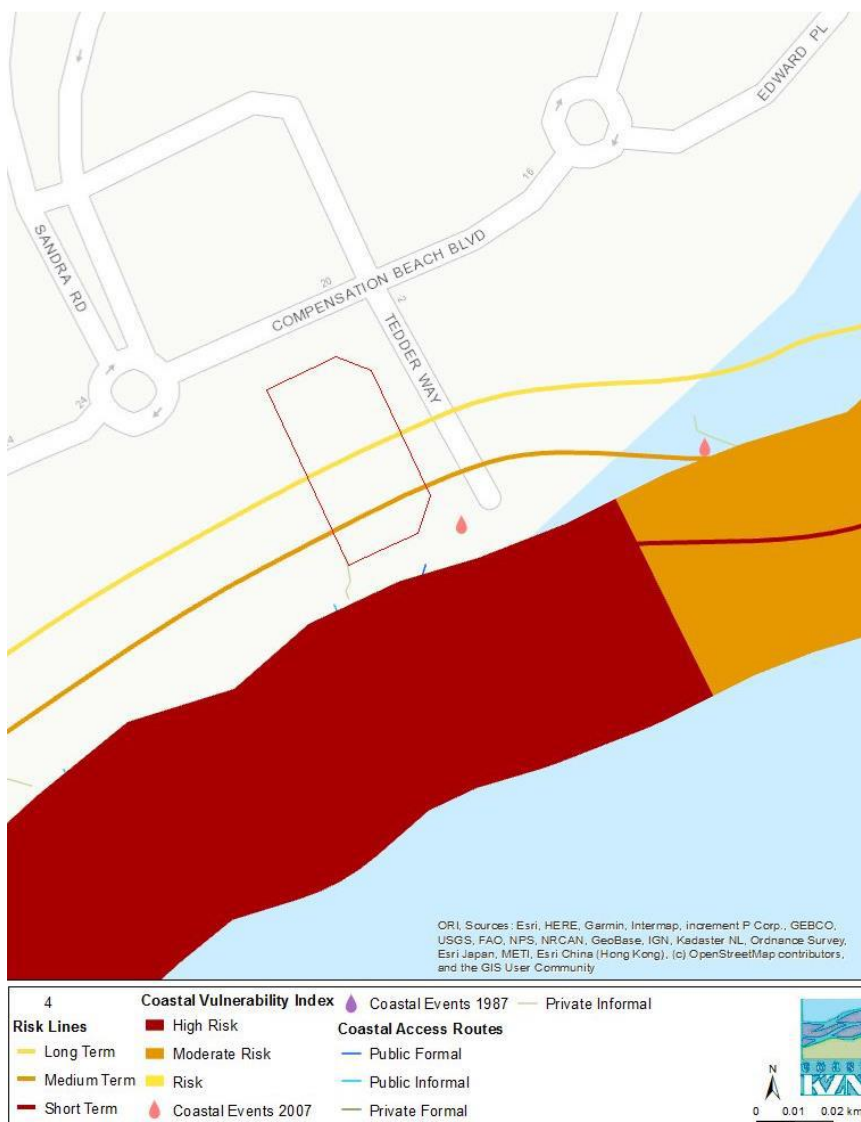 EDWARD PL
16
SANDRA RD
20
COMPENSATION BEACH BLVD
2
TEDDER WAY
24
4
ORI, Sources: Esri, HERE, Garmin, Intermap, increment P Corp., GEBCO,
USGS, FAO, NPS, NRCAN, GeoBase, IGN, Kadaster NL, Ordnance Survey,
Esri Japan, METI, Esri China (Hong Kong), (c) OpenStreetMap contributors,
and the GIS User Community
4
Risk Lines
Long Term
Medium Term
Short Term
Coastal Vulnerability Index
High Risk
Moderate Risk
Risk
Coastal Events 2007
Coastal Events 1987
Coastal Access Routes
Public Formal
Public Informal
Private Formal
Private Informal
N
0 0.01 0.02 km
KZN